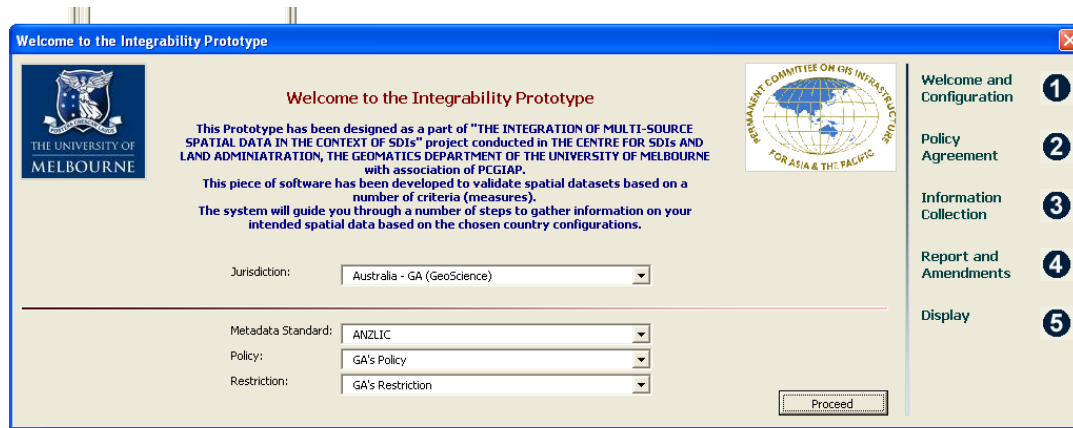 Welcome to the Integrability Prototype
THE UNIVERSITY OF
MELBOURNE
Welcome to the Integrability Prototype
This Prototype has been designed as a part of "THE INTEGRATION OF MULTI-SOURCE
SPATIAL DATA IN THE CONTEXT OF SDIs" project conducted in THE CENTRE FOR SDIs AND
LAND ADMINIATRATION, THE GEOMATICS DEPARTMENT OF THE UNIVERSITY OF MELBOURNE
with association of PCGIAP.
This piece of software has been developed to validate spatial datasets based on a
number of criteria (measures).
The system will guide you through a number of steps to gather information on your
intended spatial data based on the chosen country configurations.
PERMANENT COMMITTEE ON GIS INFRASTRUCTURE
FOR ASIA & THE PACIFIC
Jurisdiction:
Australia - GA (GeoScience)
Metadata Standard:
ANZLIC
Policy:
GA's Policy
Restriction:
GA's Restriction
Proceed
Welcome and
Configuration
1
Policy
Agreement
2
Information
Collection
3
Report and
Amendments
4
Display
5